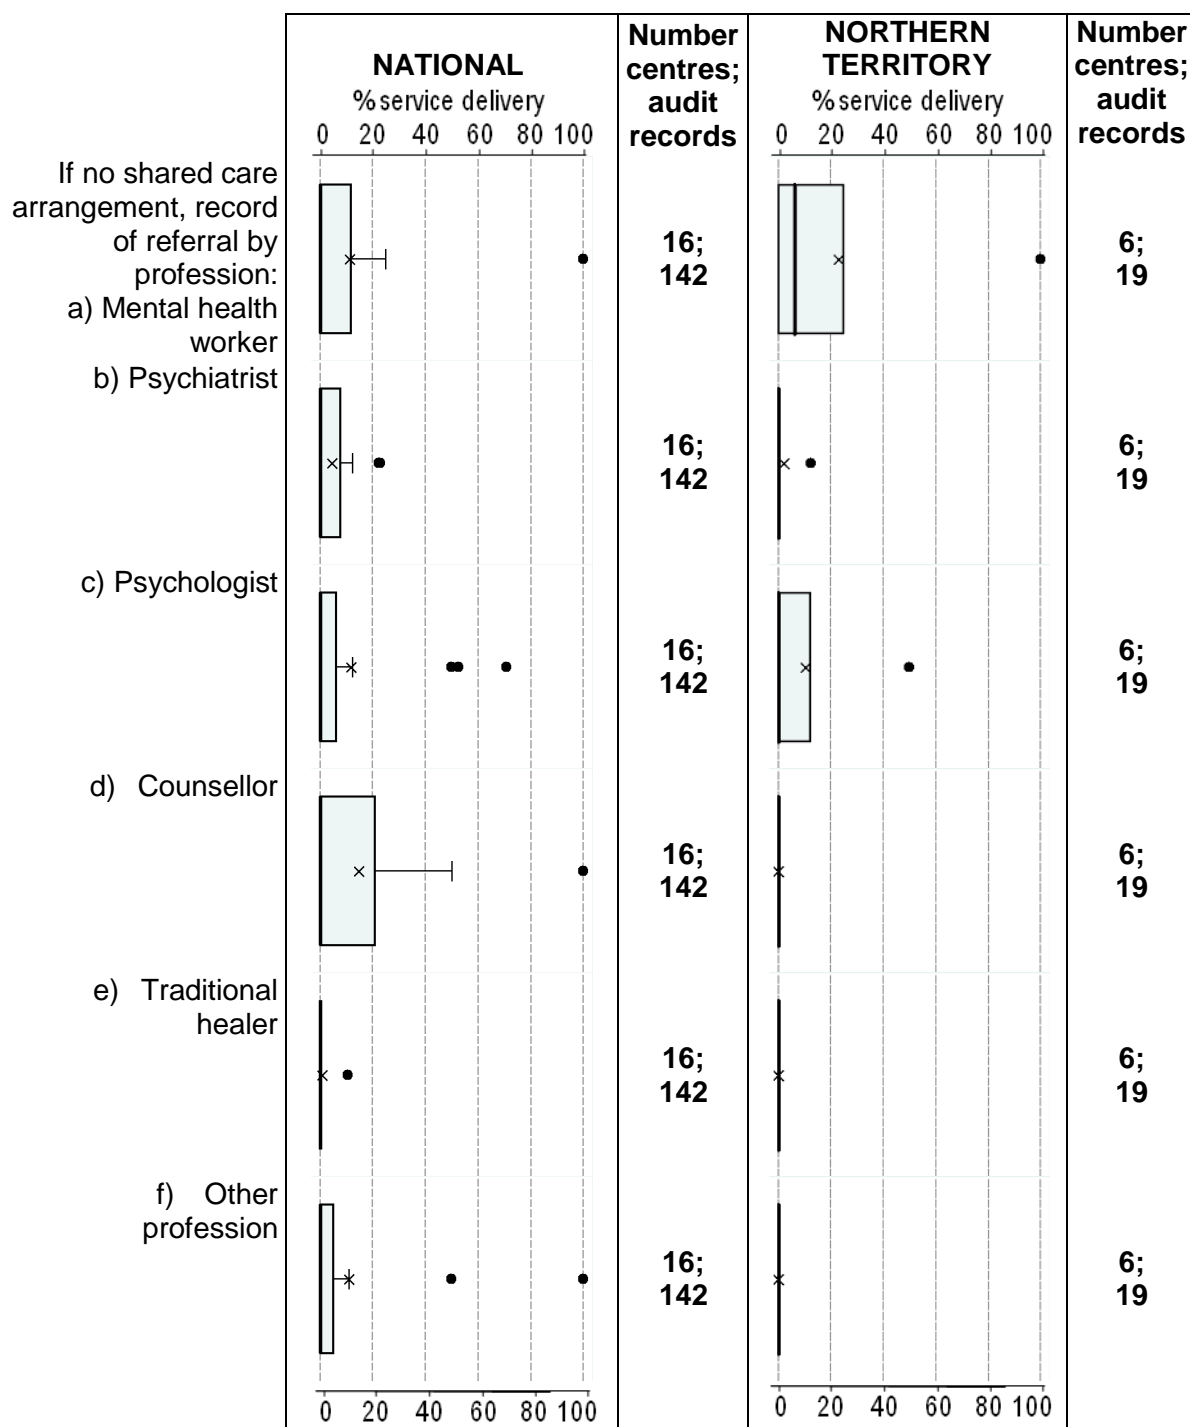 NATIONAL
% service delivery
0 20 40 60 80 100
Number
centres;
audit
records
NORTHERN
TERRITORY
% service delivery
0 20 40 60 80 100
Number
centres;
audit
records
If no shared care
arrangement, record
of referral by
profession:
a) Mental health
worker
16;
142
6;
19
b) Psychiatrist
16;
142
6;
19
c) Psychologist
16;
142
6;
19
d) Counsellor
16;
142
6;
19
e) Traditional
healer
16;
142
6;
19
f) Other
profession
16;
142
6;
19
0 20 40 60 80 100
0 20 40 60 80 100